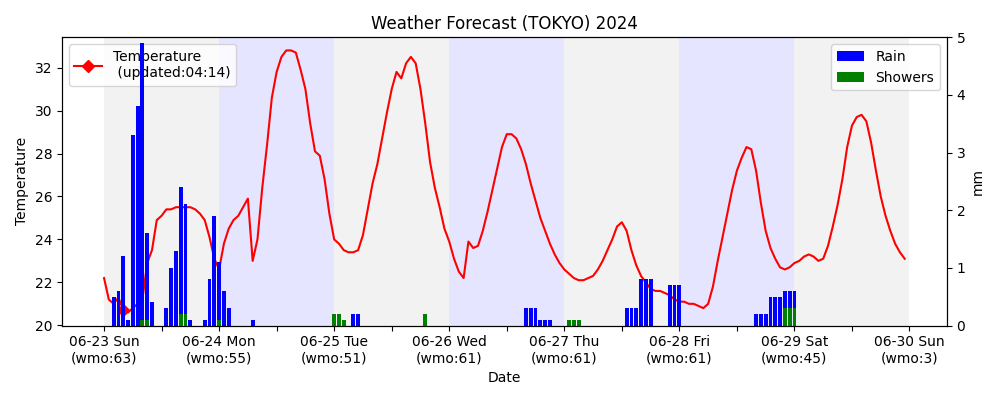 Weather Forecast (TOKYO) 2024
Temperature
(updated:04:14)
Rain
Showers
Temperature
32
30
28
26
24
22
20
5
4
3
2
1
0
mm
06-23 Sun
(wmo:63)
06-24 Mon
(wmo:55)
06-25 Tue
(wmo:51)
06-26 Wed
(wmo:61)
06-27 Thu
(wmo:61)
06-28 Fri
(wmo:61)
06-29 Sat
(wmo:45)
06-30 Sun
(wmo:3)
Date